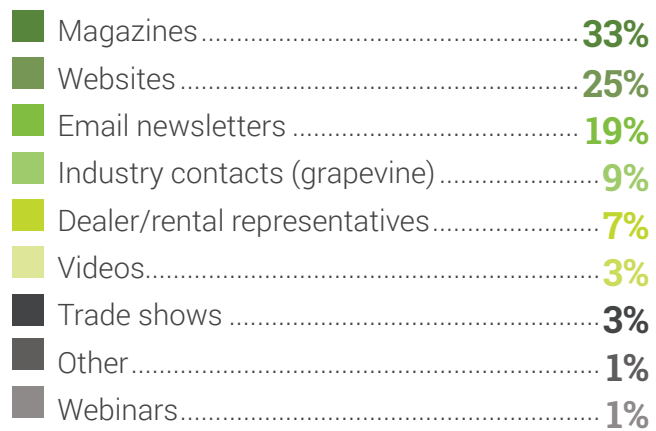 Magazines 33%
Websites 25%
Email newsletters 19%
Industry contacts (grapevine) 9%
Dealer/rental representatives 7%
Videos 3%
Trade shows 3%
Other 1%
Webinars 1%